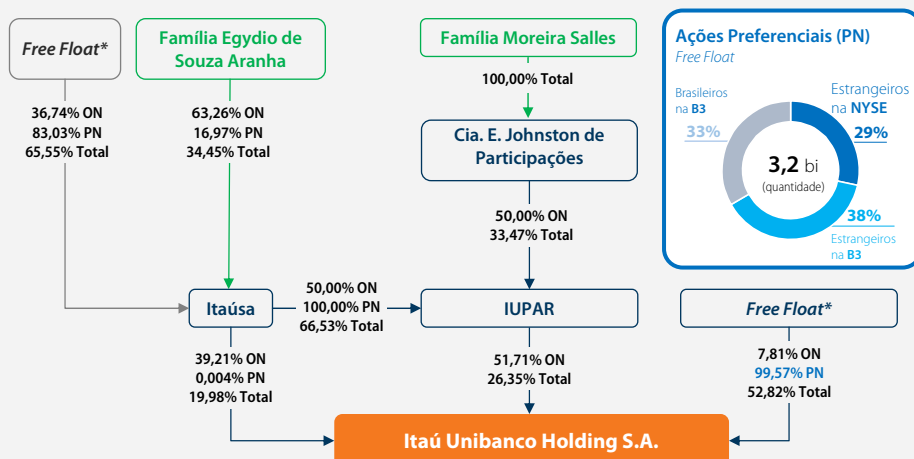 Free Float*
36,74% ON
83,03% PN
65,55% Total
Família Egydio de
Souza Aranha
63,26% ON
16,97% PN
34,45% Total
Família Moreira Salles
100,00% Total
Cia. E. Johnston de
Participações
50,00% ON
33,47% Total
Ações Preferenciais (PN)
Free Float
Brasileiros
na B3
33%
Estrangeiros
na NYSE
29%
3,2 bi
(quantidade)
38%
Estrangeiros
na B3
Itaúsa
50,00% ON
100,00% PN
66,53% Total
IUPAR
Free Float*
39,21% ON
0,004% PN
19,98% Total
51,71% ON
26,35% Total
7,81% ON
99,57% PN
52,82% Total
Itaú Unibanco Holding S.A.